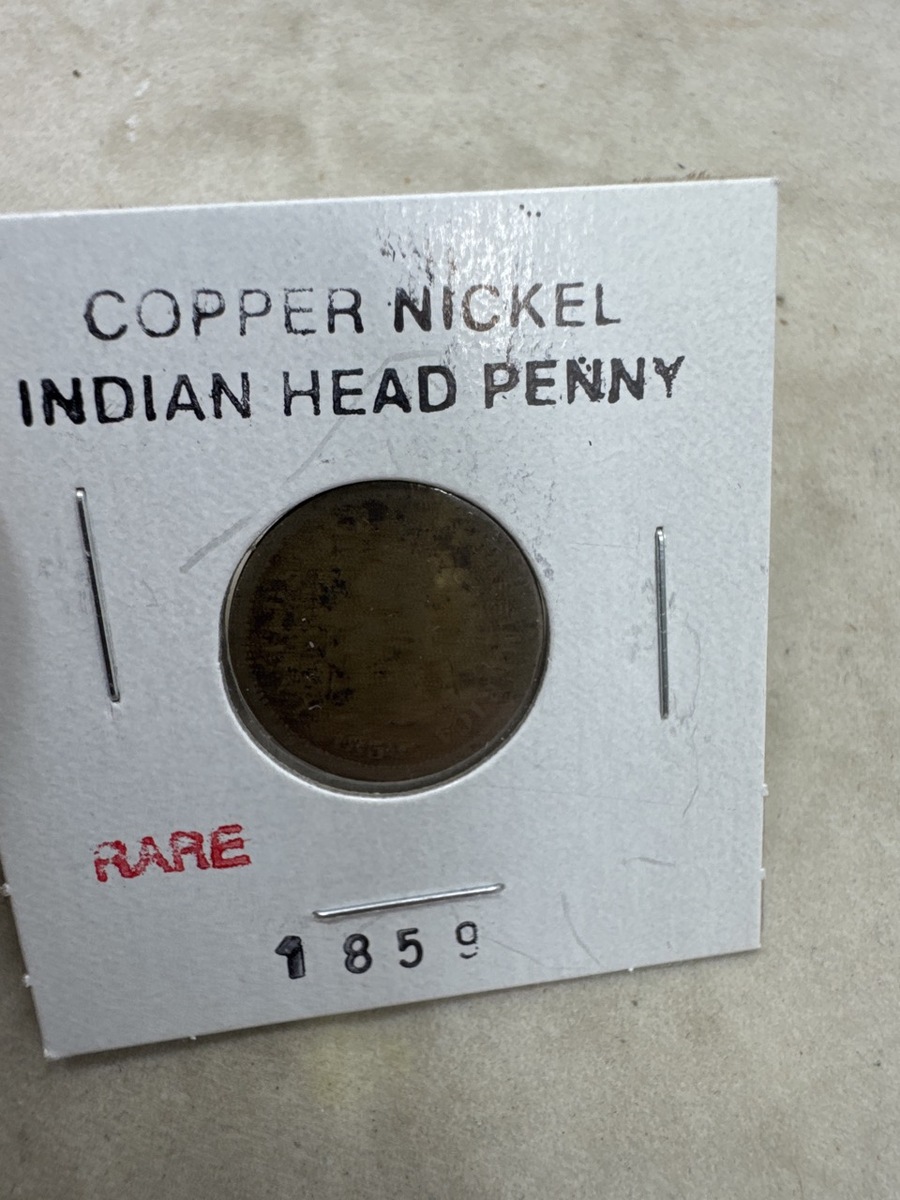 COPPER NICKEL
INDIAN HEAD PENNY
RARE
1859